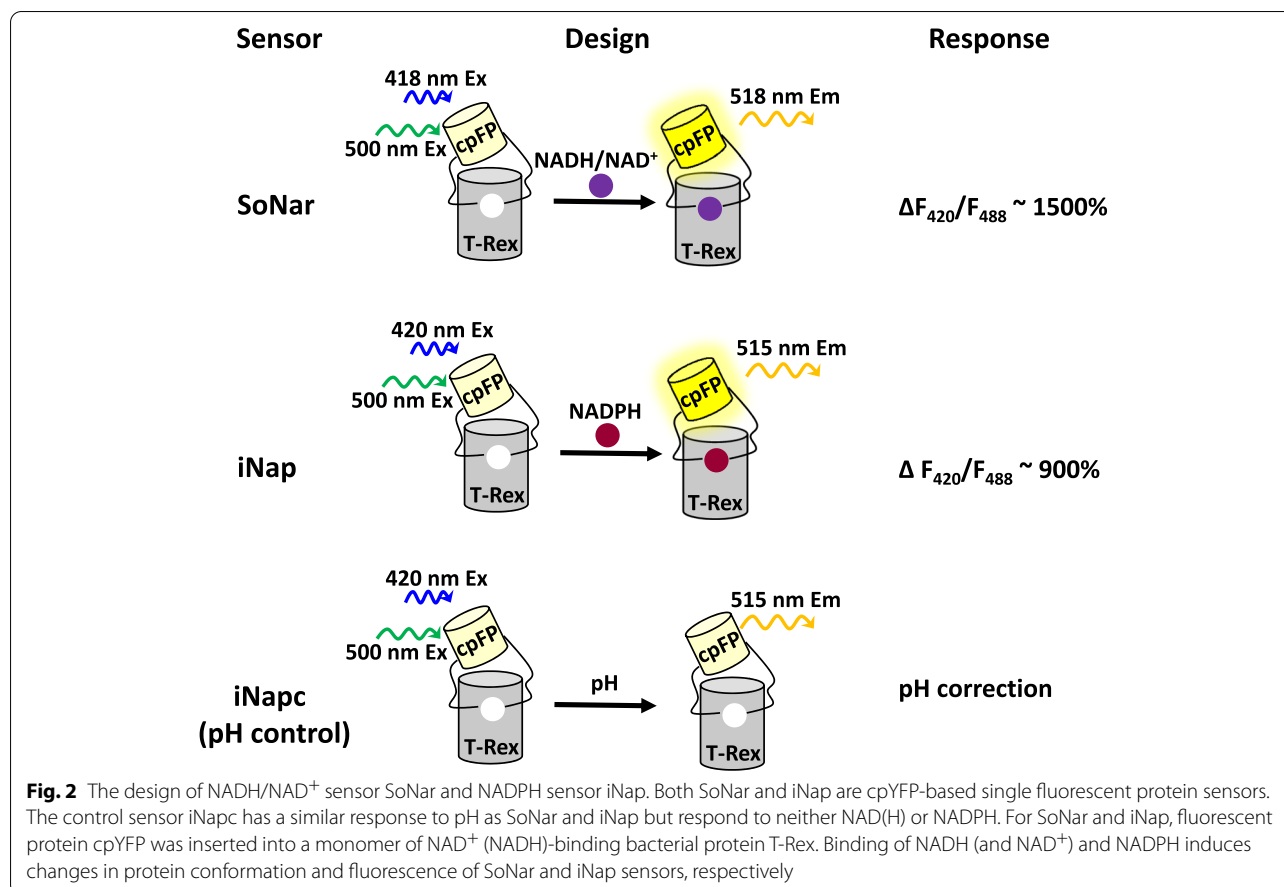 Sensor Design Response
418 nm Ex
500 nm Ex
cpFP
NADH/NAD⁺
cpFP
518 nm Em
SoNar
T-Rex
T-Rex
ΔF₄₂₀/F₄₈₈ ~ 1500%
420 nm Ex
500 nm Ex
cpFP
NADPH
cpFP
515 nm Em
iNap
T-Rex
T-Rex
Δ F₄₂₀/F₄₈₈ ~ 900%
420 nm Ex
500 nm Ex
cpFP
pH
cpFP
515 nm Em
iNapc
(pH control)
T-Rex
T-Rex
pH correction
Fig. 2 The design of NADH/NAD⁺ sensor SoNar and NADPH sensor iNap. Both SoNar and iNap are cpYFP-based single fluorescent protein sensors.
The control sensor iNapc has a similar response to pH as SoNar and iNap but respond to neither NAD(H) or NADPH. For SoNar and iNap, fluorescent
protein cpYFP was inserted into a monomer of NAD⁺ (NADH)-binding bacterial protein T-Rex. Binding of NADH (and NAD⁺) and NADPH induces
changes in protein conformation and fluorescence of SoNar and iNap sensors, respectively